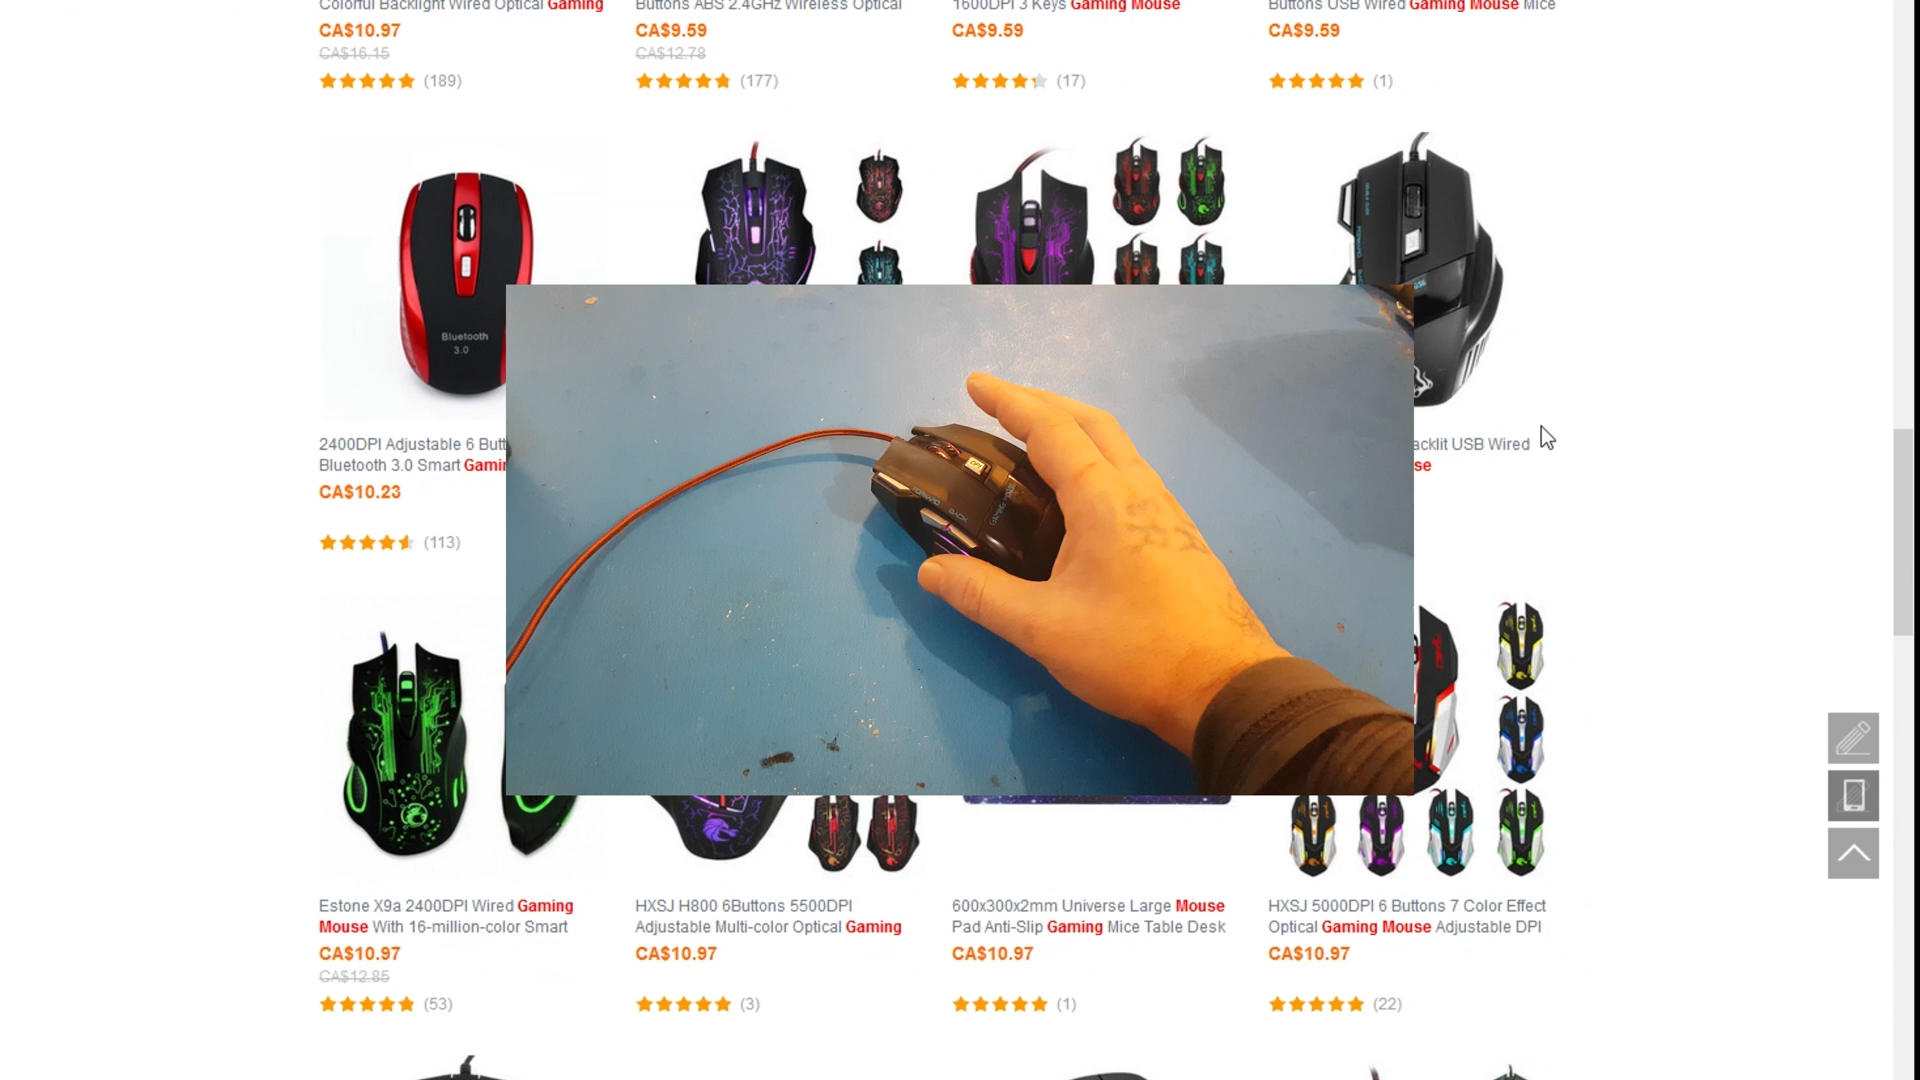 Colorful Backlight Wired Optical Gaming
CA$10.97
CA$16.15
(189)
Buttons ABS 2.4GHz Wireless Optical
CA$9.59
CA$12.78
(177)
1600DPI 3 Keys Gaming Mouse
CA$9.59
(17)
Buttons USB Wired Gaming Mouse Mice
CA$9.59
(1)
Bluetooth
3.0
2400DPI Adjustable 6 Butt
Bluetooth 3.0 Smart Gamin
CA$10.23
(113)
DPI
FORWARD
BACK
acklit USB Wired
se
Estone X9a 2400DPI Wired Gaming
Mouse With 16-million-color Smart
CA$10.97
CA$12.85
(53)
HXSJ H800 6Buttons 5500DPI
Adjustable Multi-color Optical Gaming
CA$10.97
(3)
600x300x2mm Universe Large Mouse
Pad Anti-Slip Gaming Mice Table Desk
CA$10.97
(1)
HXSJ 5000DPI 6 Buttons 7 Color Effect
Optical Gaming Mouse Adjustable DPI
CA$10.97
(22)